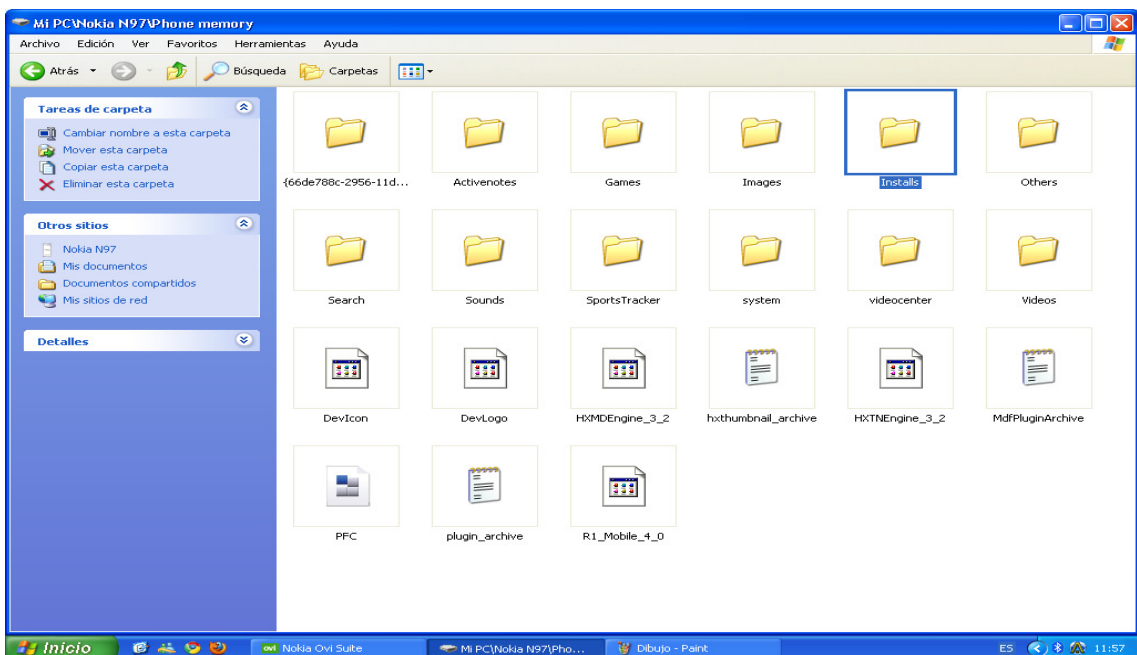 Mi PC\Nokia N97\Phone memory
Archivo Edición Ver Favoritos Herramientas Ayuda
Atrás Búsqueda Carpetas
Tareas de carpeta
Cambiar nombre a esta carpeta
Mover esta carpeta
Copiar esta carpeta
Eliminar esta carpeta
Otros sitios
Nokia N97
Mis documentos
Documentos compartidos
Mis sitios de red
Detalles
{66de788c-2956-11d... Activenotes Games Images Installs Others
Search Sounds SportsTracker system videocenter Videos
DevIcon DevLogo HXMDEngine_3_2 hxthumbnail_archive HXTNEngine_3_2 MdfPluginArchive
PFC plugin_archive R1_Mobile_4_0
Inicio ovi Nokia Ovi Suite Mi PC\Nokia N97\Pho... Dibujo - Paint ES 11:57